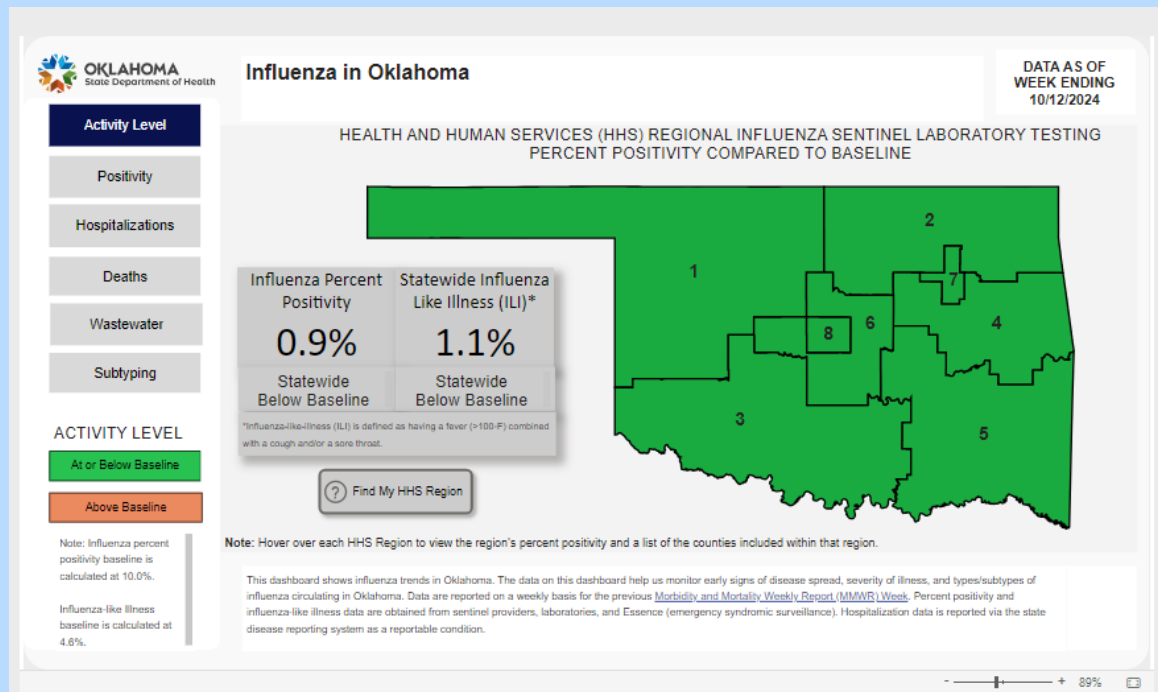 OKLAHOMA
State Department of Health
Influenza in Oklahoma
DATA AS OF
WEEK ENDING
10/12/2024
Activity Level
Positivity
Hospitalizations
Deaths
Wastewater
Subtyping
ACTIVITY LEVEL
At or Below Baseline
Above Baseline
Note: Influenza percent
positivity baseline is
calculated at 10.0%.
Influenza-like Illness
baseline is calculated at
4.6%.
HEALTH AND HUMAN SERVICES (HHS) REGIONAL INFLUENZA SENTINEL LABORATORY TESTING
PERCENT POSITIVITY COMPARED TO BASELINE
1
2
7
4
6
8
3
5
Influenza Percent
Positivity
0.9%
Statewide
Below Baseline
Statewide Influenza
Like Illness (ILI)*
1.1%
Statewide
Below Baseline
*Influenza-like-illness (ILI) is defined as having a fever (>100◦F) combined
with a cough and/or a sore throat.
? Find My HHS Region
Note: Hover over each HHS Region to view the region's percent positivity and a list of the counties included within that region.
This dashboard shows influenza trends in Oklahoma. The data on this dashboard help us monitor early signs of disease spread, severity of illness, and types/subtypes of
influenza circulating in Oklahoma. Data are reported on a weekly basis for the previous Morbidity and Mortality Weekly Report (MMWR) Week. Percent positivity and
influenza-like illness data are obtained from sentinel providers, laboratories, and Essence (emergency syndromic surveillance). Hospitalization data is reported via the state
disease reporting system as a reportable condition.
- + 89%